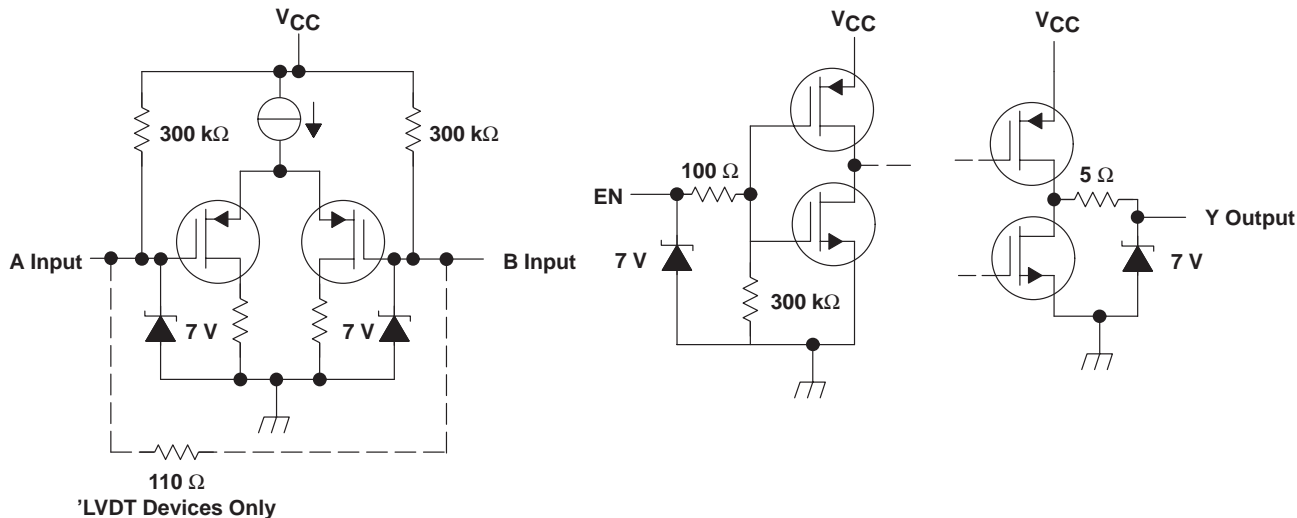 VCC
300 kΩ
300 kΩ
A Input
B Input
7 V
7 V
110 Ω
’LVDT Devices Only
VCC
100 Ω
EN
7 V
300 kΩ
VCC
5 Ω
Y Output
7 V